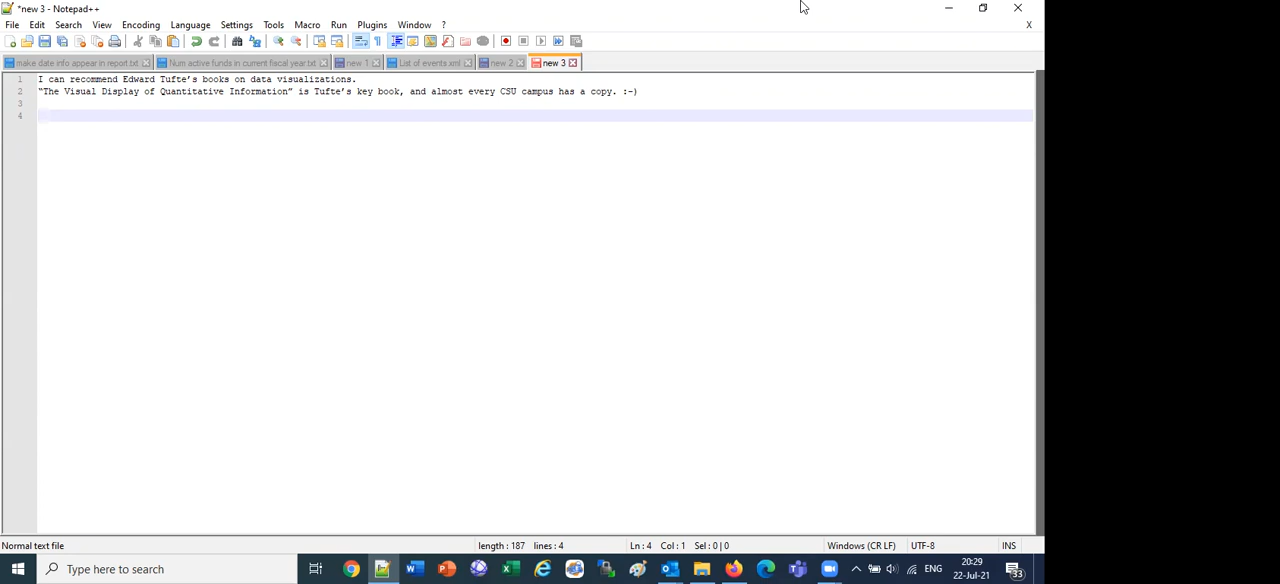 *new 3 - Notepad++
File Edit Search View Encoding Language Settings Tools Macro Run Plugins Window ? X
make date info appear in report.txt Num active funds in current fiscal year.txt new 1 List of events.xml new 2 new 3
1 I can recommend Edward Tufte’s books on data visualizations.
2 “The Visual Display of Quantitative Information” is Tufte’s key book, and almost every CSU campus has a copy. :-)
3
4
Normal text file length : 187 lines : 4 Ln : 4 Col : 1 Sel : 0 | 0 Windows (CR LF) UTF-8 INS
Type here to search ENG 20:29
22-Jul-21 33